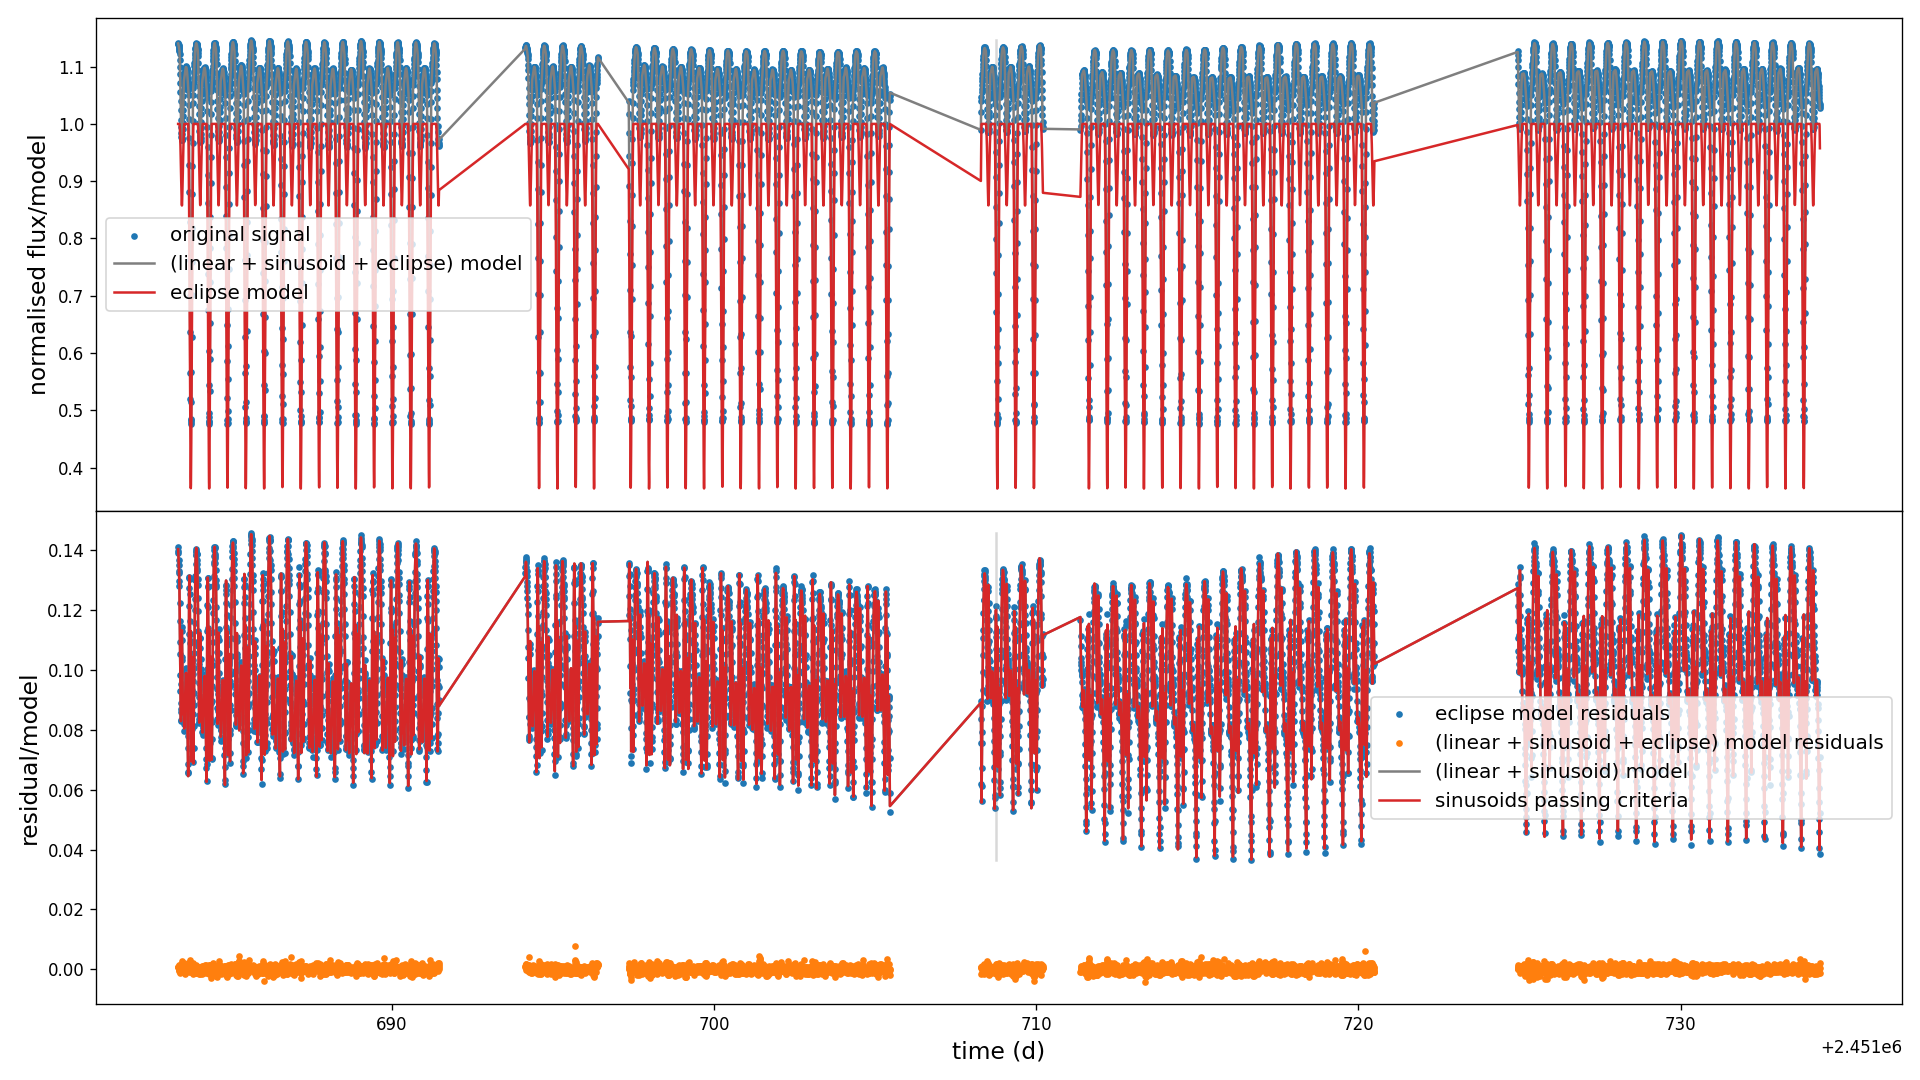 normalised flux/model
1.1
1.0
0.9
0.8
0.7
0.6
0.5
0.4
original signal
(linear + sinusoid + eclipse) model
eclipse model
residual/model
0.14
0.12
0.10
0.08
0.06
0.04
0.02
0.00
eclipse model residuals
(linear + sinusoid + eclipse) model residuals
(linear + sinusoid) model
sinusoids passing criteria
690
700
710
720
730
time (d)
+2.451e6